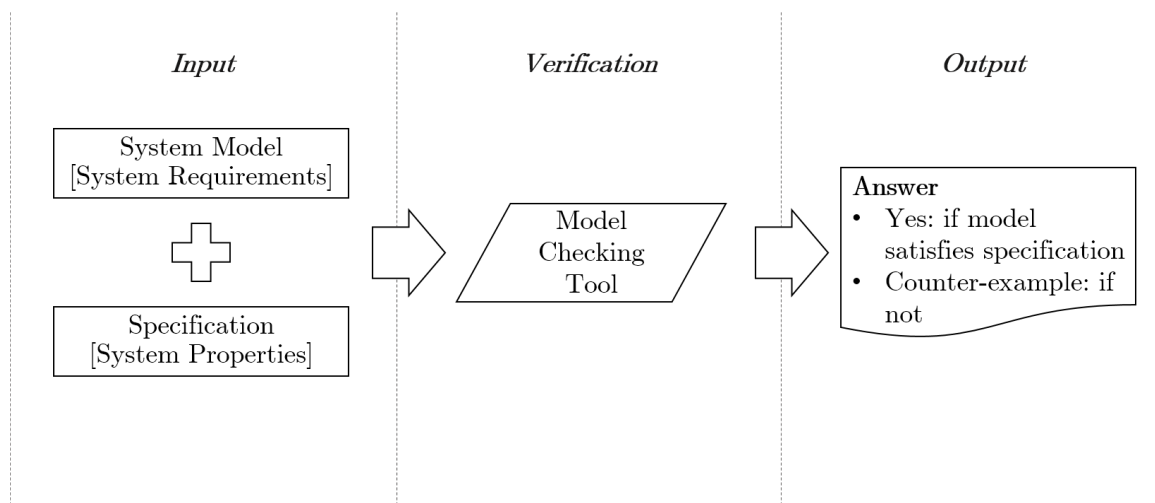 Input
Verification
Output
System Model
[System Requirements]
Specification
[System Properties]
Model
Checking
Tool
Answer
• Yes: if model
satisfies specification
• Counter-example: if
not